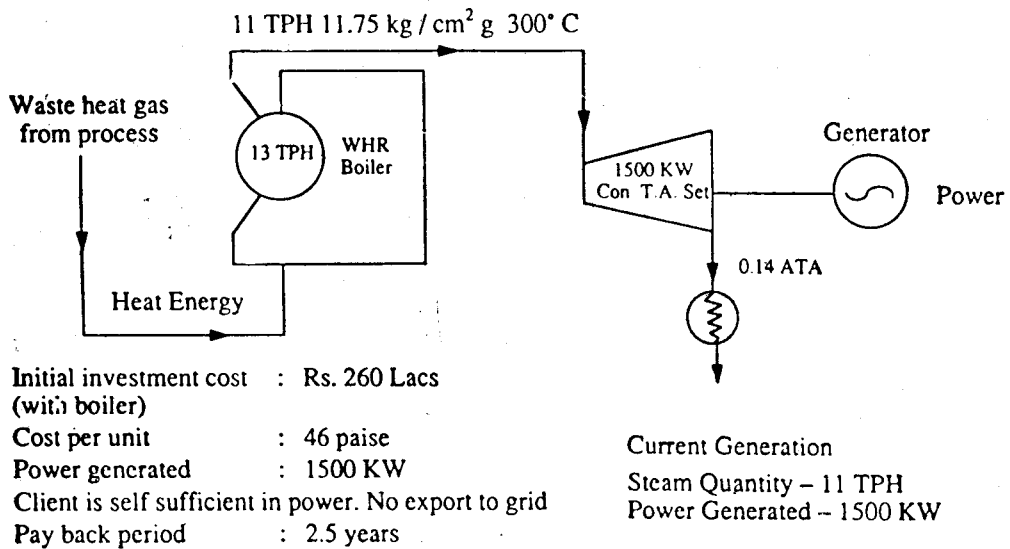 11 TPH 11.75 kg / cm² g 300° C
Waste heat gas
from process
13 TPH
WHR
Boiler
1500 KW
Con T.A. Set
Generator
Power
0.14 ATA
Heat Energy
Initial investment cost : Rs. 260 Lacs
(with boiler)
Cost per unit : 46 paise
Power generated : 1500 KW
Client is self sufficient in power. No export to grid
Pay back period : 2.5 years
Current Generation
Steam Quantity – 11 TPH
Power Generated – 1500 KW